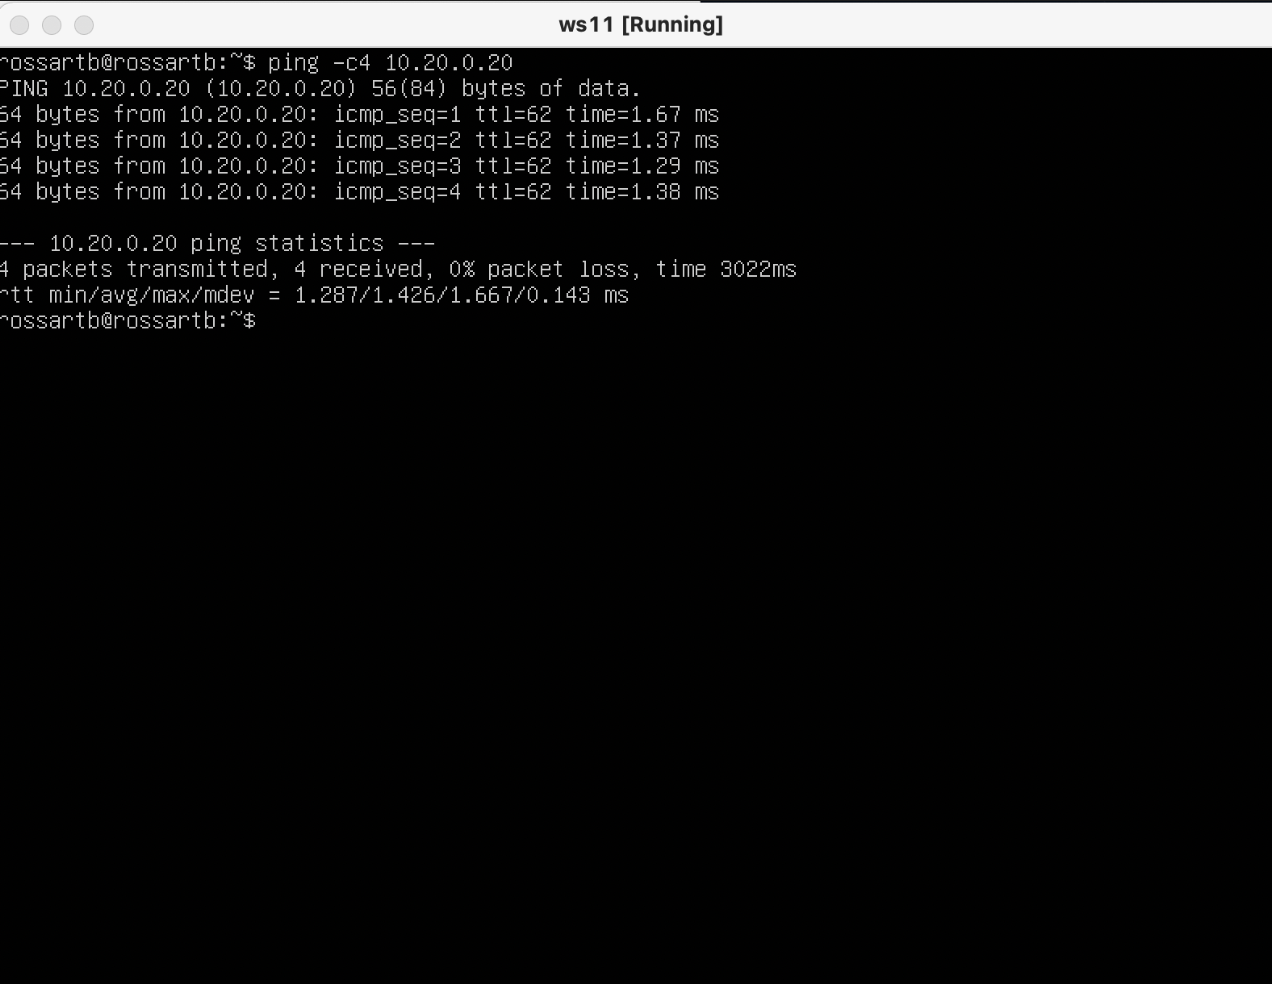 ws11 [Running]
rossartb@rossartb:~$ ping -c4 10.20.0.20
PING 10.20.0.20 (10.20.0.20) 56(84) bytes of data.
64 bytes from 10.20.0.20: icmp_seq=1 ttl=62 time=1.67 ms
64 bytes from 10.20.0.20: icmp_seq=2 ttl=62 time=1.37 ms
64 bytes from 10.20.0.20: icmp_seq=3 ttl=62 time=1.29 ms
64 bytes from 10.20.0.20: icmp_seq=4 ttl=62 time=1.38 ms
--- 10.20.0.20 ping statistics ---
4 packets transmitted, 4 received, 0% packet loss, time 3022ms
rtt min/avg/max/mdev = 1.287/1.426/1.667/0.143 ms
rossartb@rossartb:~$